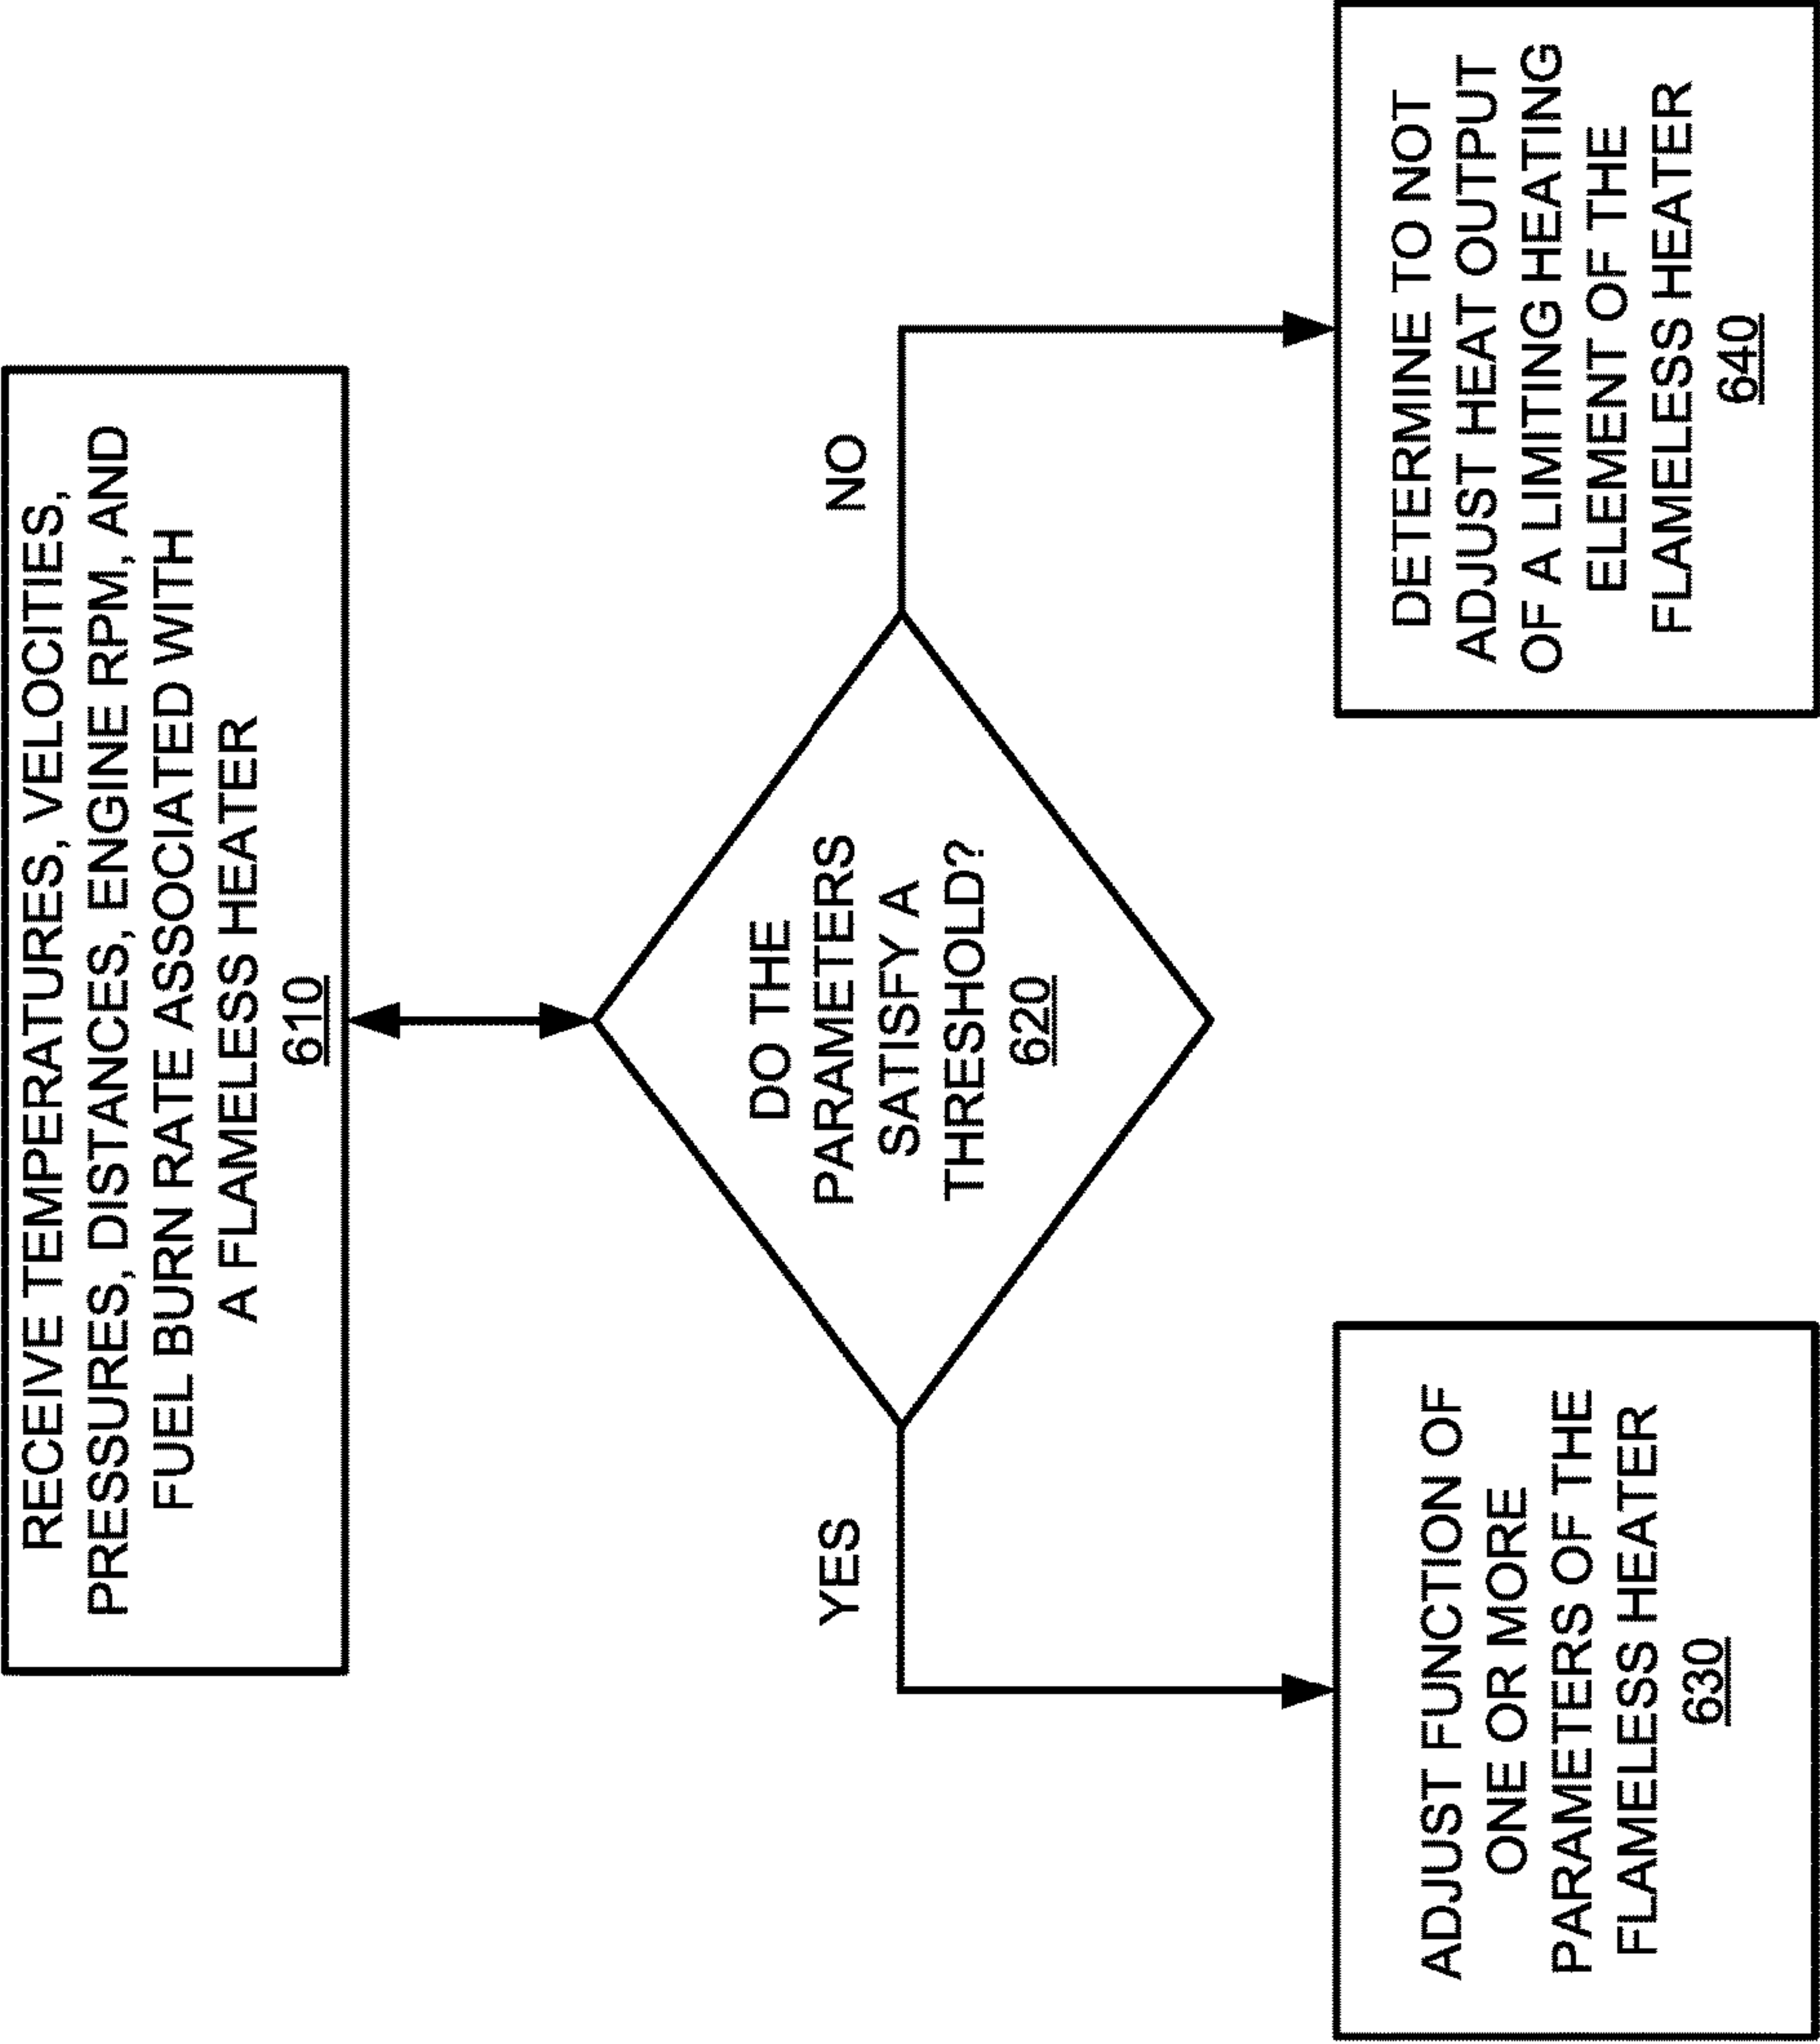 RECEIVE TEMPERATURES, VELOCITIES,
PRESSURES, DISTANCES, ENGINE RPM, AND
FUEL BURN RATE ASSOCIATED WITH
A FLAMELESS HEATER
610
DO THE
PARAMETERS
SATISFY A
THRESHOLD?
620
YES
NO
ADJUST FUNCTION OF
ONE OR MORE
PARAMETERS OF THE
FLAMELESS HEATER
630
DETERMINE TO NOT
ADJUST HEAT OUTPUT
OF A LIMITING HEATING
ELEMENT OF THE
FLAMELESS HEATER
640